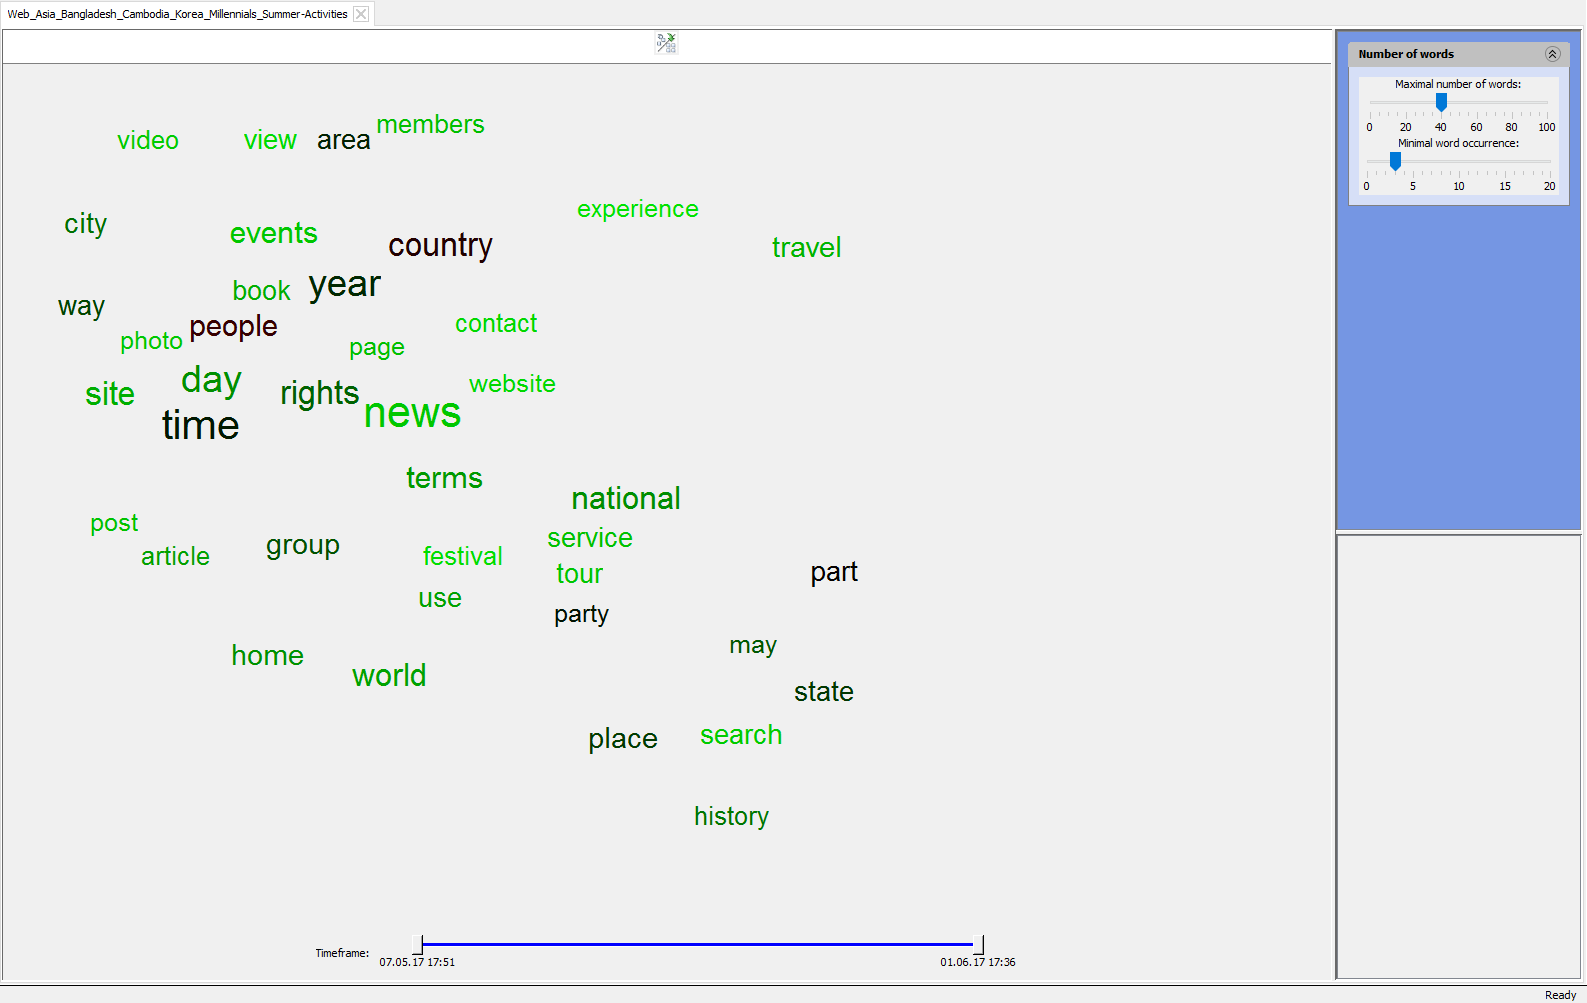 Web_Asia_Bangladesh_Cambodia_Korea_Millennials_Summer-Activities
Number of words
Maximal number of words:
0 20 40 60 80 100
Minimal word occurrence:
0 5 10 15 20
members
video view area
experience
city
events
country
travel
year
book
way
people
contact
photo
page
day
website
site
rights
news
time
terms
national
post
service
group
article
festival
part
tour
use
party
may
home
world
state
search
place
history
Timeframe:
07.05.17 17:51
01.06.17 17:36
Ready